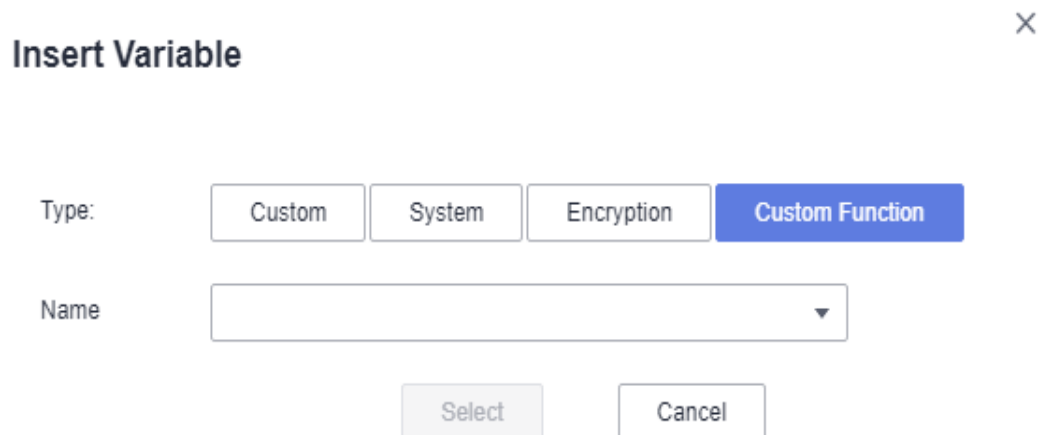 Insert Variable
Type: Custom System Encryption Custom Function
Name
Select Cancel